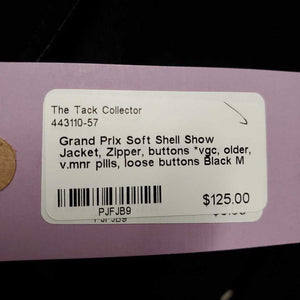 The Tack Collector
443110-57
Grand Prix Soft Shell Show
Jacket, Zipper, buttons *vgc, older,
v.mnr pills, loose buttons Black M
$125.00
PJFJB9
PJFJB9